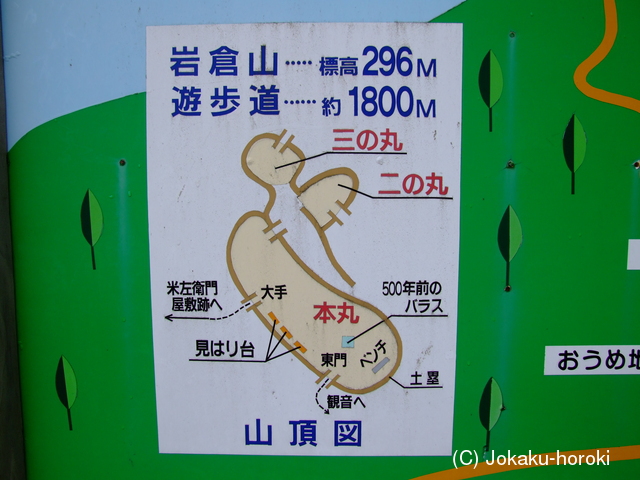 岩倉山‥‥‥標高296M
遊歩道‥‥‥約1800M
三の丸
二の丸
米左衛門
屋敷跡へ
大手
500年前の
バラス
本丸
見はり台
東門
ベンチ
土塁
観音へ
山頂図
おうめ地
(C) Jokaku-horoki